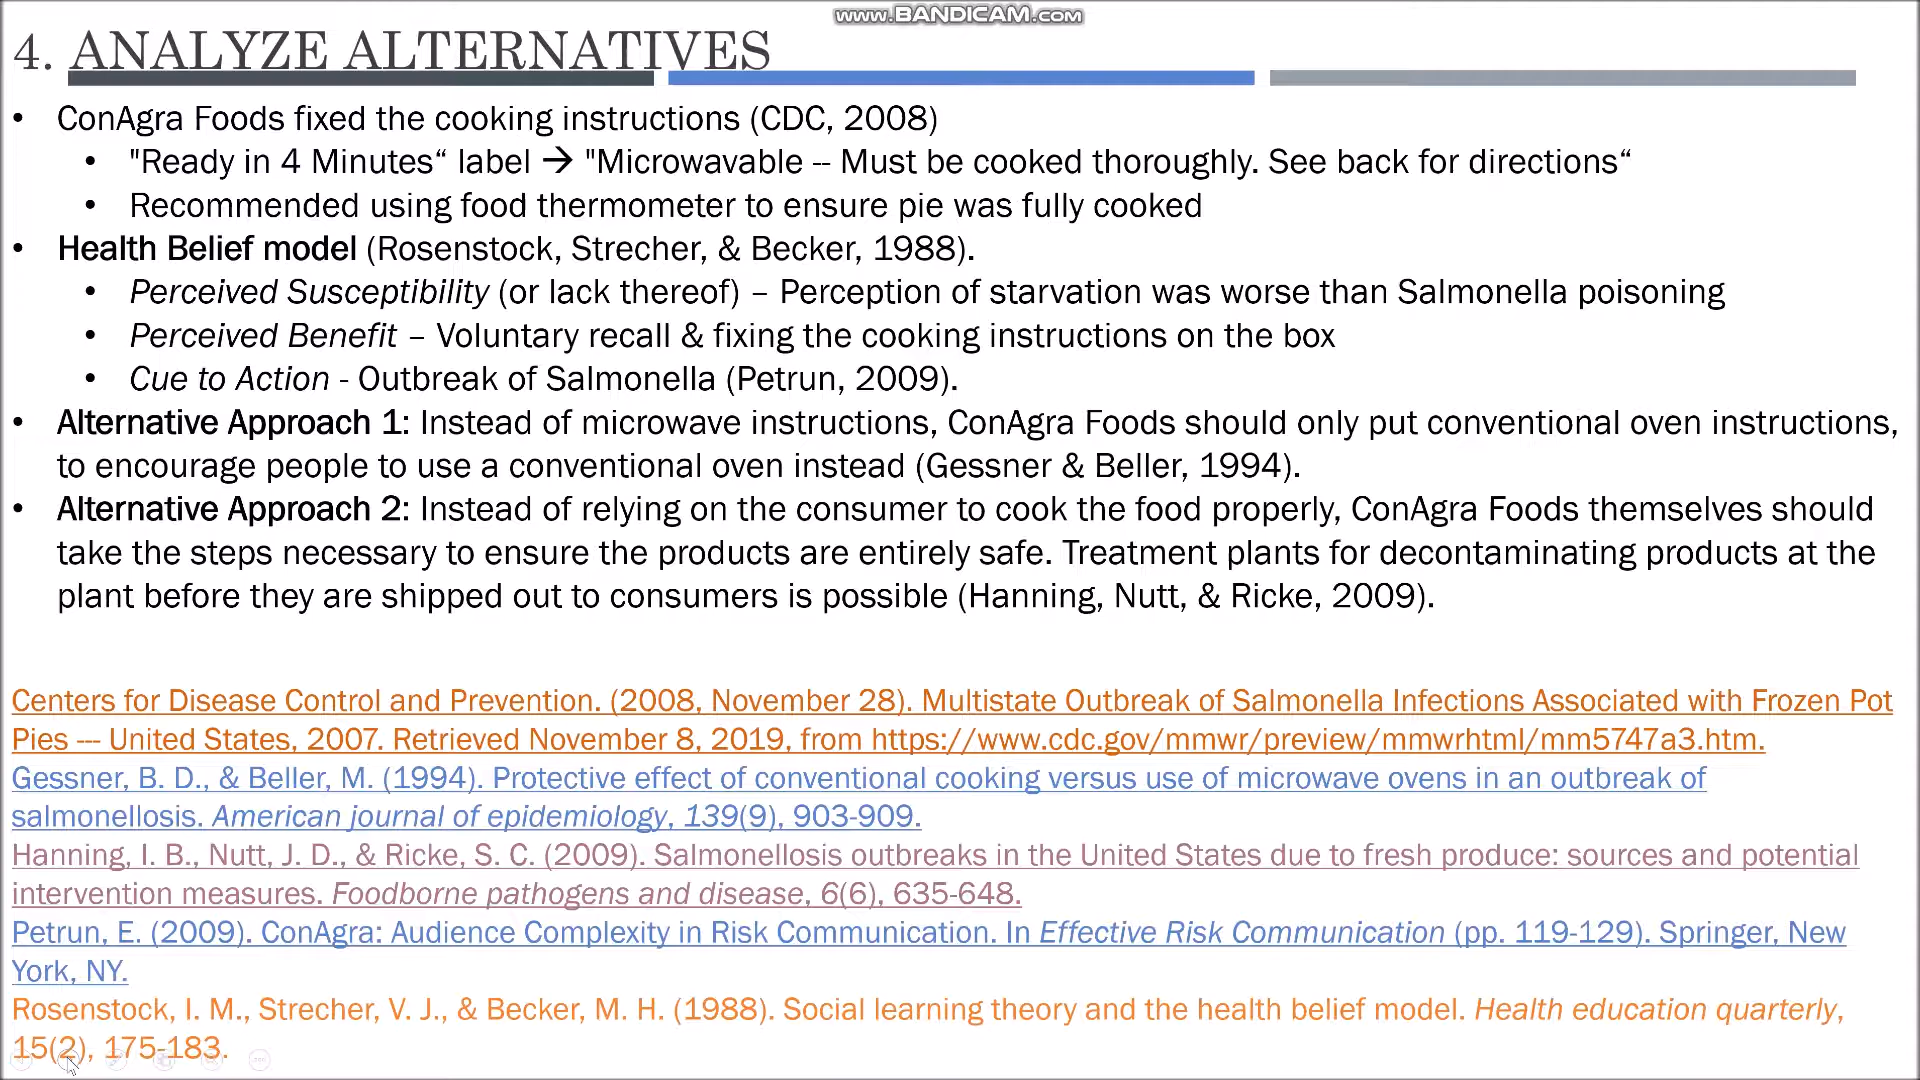 www.BANDICAM.com
4. ANALYZE ALTERNATIVES
• ConAgra Foods fixed the cooking instructions (CDC, 2008)
• "Ready in 4 Minutes“ label → "Microwavable -- Must be cooked thoroughly. See back for directions“
• Recommended using food thermometer to ensure pie was fully cooked
• Health Belief model (Rosenstock, Strecher, & Becker, 1988).
• Perceived Susceptibility (or lack thereof) – Perception of starvation was worse than Salmonella poisoning
• Perceived Benefit – Voluntary recall & fixing the cooking instructions on the box
• Cue to Action - Outbreak of Salmonella (Petrun, 2009).
• Alternative Approach 1: Instead of microwave instructions, ConAgra Foods should only put conventional oven instructions,
to encourage people to use a conventional oven instead (Gessner & Beller, 1994).
• Alternative Approach 2: Instead of relying on the consumer to cook the food properly, ConAgra Foods themselves should
take the steps necessary to ensure the products are entirely safe. Treatment plants for decontaminating products at the
plant before they are shipped out to consumers is possible (Hanning, Nutt, & Ricke, 2009).
Centers for Disease Control and Prevention. (2008, November 28). Multistate Outbreak of Salmonella Infections Associated with Frozen Pot
Pies --- United States, 2007. Retrieved November 8, 2019, from https://www.cdc.gov/mmwr/preview/mmwrhtml/mm5747a3.htm.
Gessner, B. D., & Beller, M. (1994). Protective effect of conventional cooking versus use of microwave ovens in an outbreak of
salmonellosis. American journal of epidemiology, 139(9), 903-909.
Hanning, I. B., Nutt, J. D., & Ricke, S. C. (2009). Salmonellosis outbreaks in the United States due to fresh produce: sources and potential
intervention measures. Foodborne pathogens and disease, 6(6), 635-648.
Petrun, E. (2009). ConAgra: Audience Complexity in Risk Communication. In Effective Risk Communication (pp. 119-129). Springer, New
York, NY.
Rosenstock, I. M., Strecher, V. J., & Becker, M. H. (1988). Social learning theory and the health belief model. Health education quarterly,
15(2), 175-183.